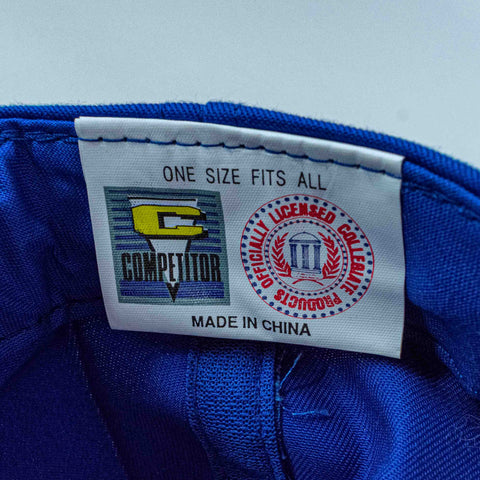 ONE SIZE FITS ALL
C
COMPETITOR
OFFICIALLY LICENSED COLLEGIATE PRODUCTS
MADE IN CHINA